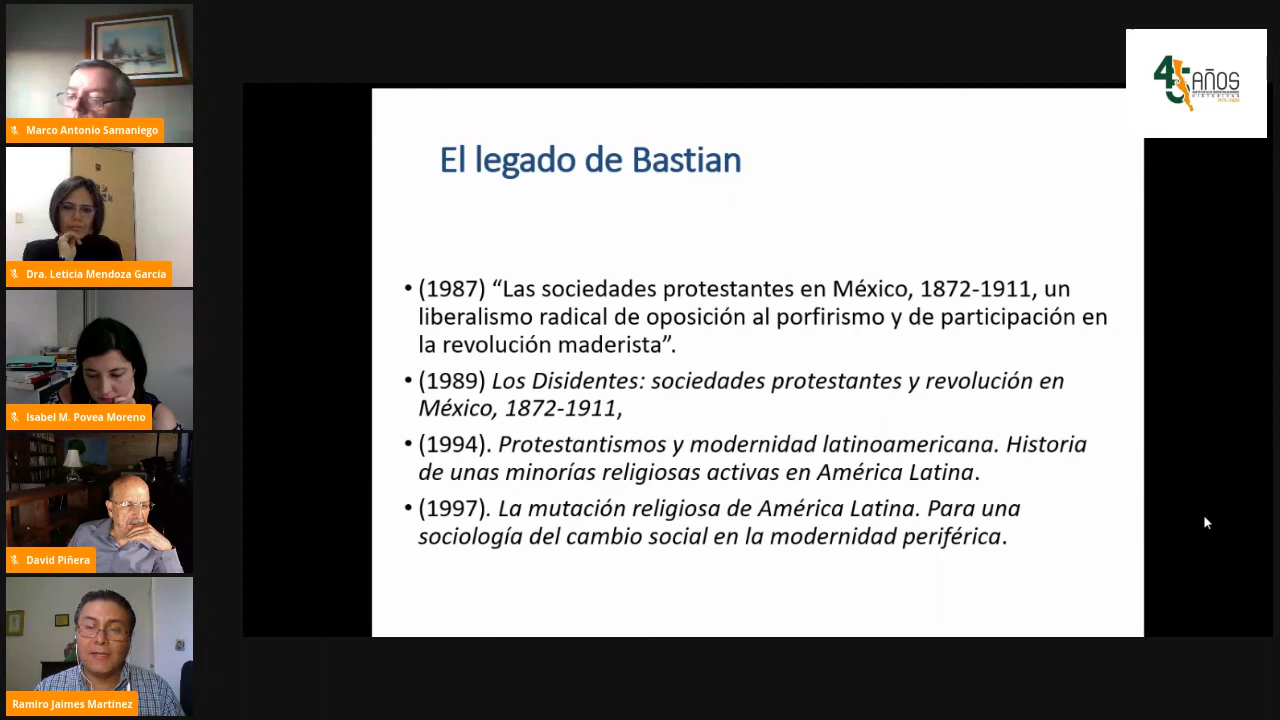 Marco Antonio Samaniego
Dra. Leticia Mendoza García
Isabel M. Povea Moreno
David Piñera
Ramiro Jaimes Martínez
45 AÑOS
El legado de Bastian
• (1987) “Las sociedades protestantes en México, 1872-1911, un
liberalismo radical de oposición al porfirismo y de participación en
la revolución maderista”.
• (1989) Los Disidentes: sociedades protestantes y revolución en
México, 1872-1911,
• (1994). Protestantismos y modernidad latinoamericana. Historia
de unas minorías religiosas activas en América Latina.
• (1997). La mutación religiosa de América Latina. Para una
sociología del cambio social en la modernidad periférica.